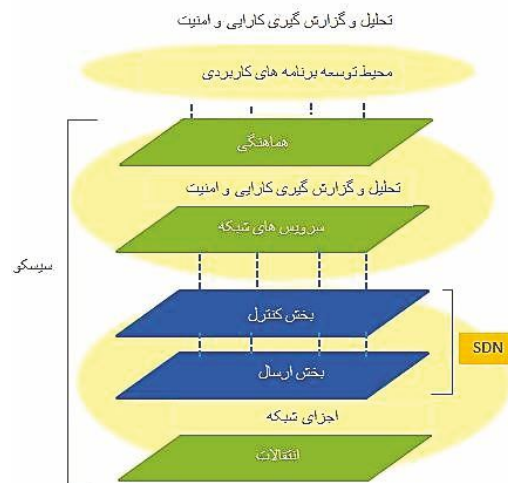 تحلیل و گزارش گیری کارایی و امنیت
محیط توسعه برنامه های کاربردی
هماهنگی
تحلیل و گزارش گیری کارایی و امنیت
سرویس های شبکه
سیسکو
بخش کنترل
SDN
بخش ارسال
اجزای شبکه
انتقالات